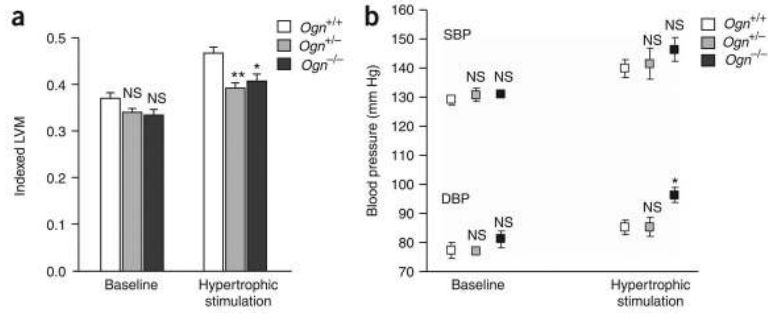 a
Ogn+/+
Ogn+/–
Ogn–/–
Indexed LVM
0.5
0.4
0.3
0.2
0.1
0.0
NS NS
** *
Baseline
Hypertrophic
stimulation
b
Ogn+/+
Ogn+/–
Ogn–/–
Blood pressure (mm Hg)
160
150
140
130
120
110
100
90
80
70
SBP
NS NS
NS NS
DBP
NS NS
NS *
Baseline
Hypertrophic
stimulation